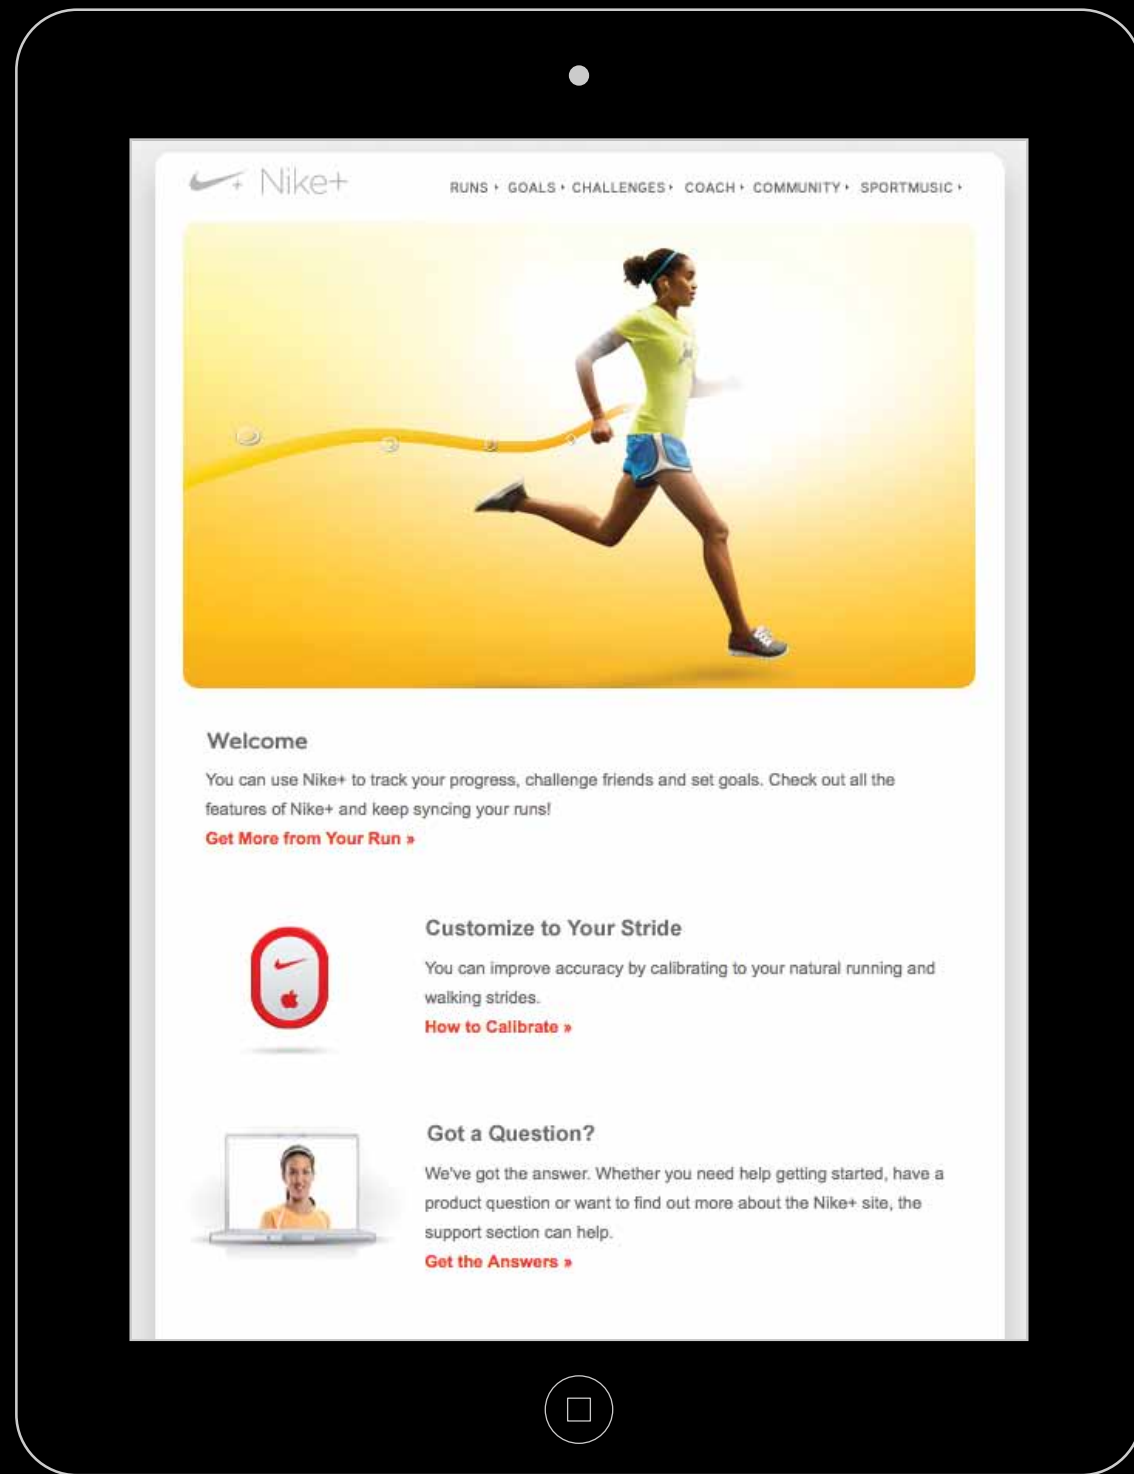 Nike+
RUNS GOALS CHALLENGES COACH COMMUNITY SPORTMUSIC
Welcome
You can use Nike+ to track your progress, challenge friends and set goals. Check out all the
features of Nike+ and keep syncing your runs!
Get More from Your Run »
Customize to Your Stride
You can improve accuracy by calibrating to your natural running and
walking strides.
How to Calibrate »
Got a Question?
We've got the answer. Whether you need help getting started, have a
product question or want to find out more about the Nike+ site, the
support section can help.
Get the Answers »